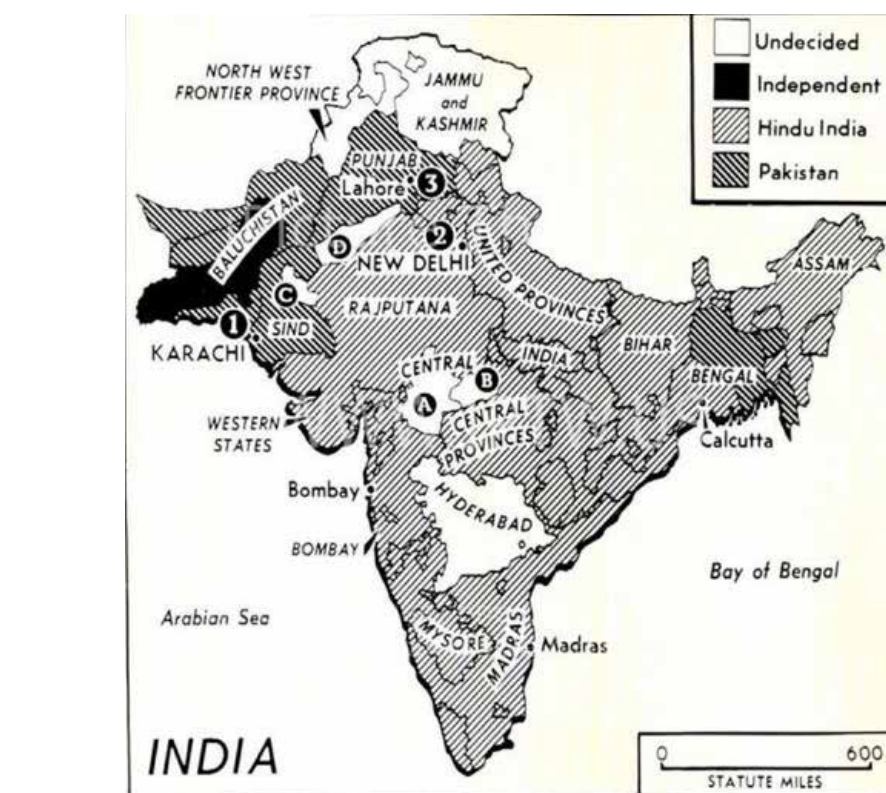 Undecided
Independent
Hindu India
Pakistan
NORTH WEST
FRONTIER PROVINCE
JAMMU
and
KASHMIR
PUNJAB
Lahore
3
BALUCHISTAN
D
2
NEW DELHI
UNITED PROVINCES
ASSAM
C
RAJPUTANA
1
SIND
KARACHI
CENTRAL
INDIA
BIHAR
BENGAL
A
B
CENTRAL
PROVINCES
WESTERN
STATES
Calcutta
Bombay
HYDERABAD
BOMBAY
Bay of Bengal
Arabian Sea
MYSORE
MADRAS
Madras
INDIA
0 600
STATUTE MILES